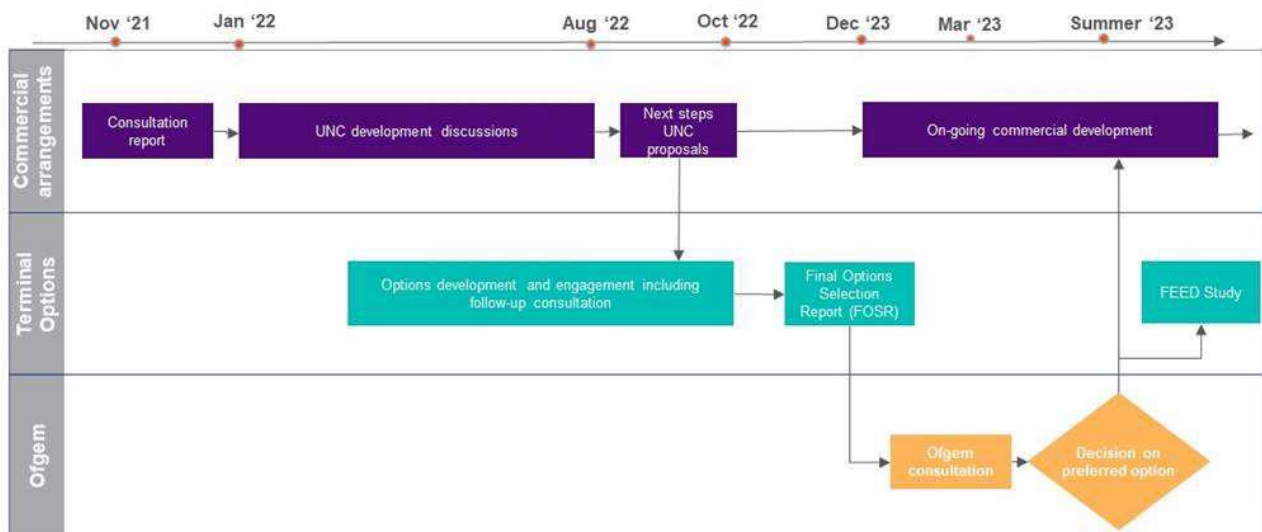 Nov ‘21
Jan ‘22
Aug ‘22
Oct ‘22
Dec ‘23
Mar ‘23
Summer ‘23
Commercial
arrangements
Consultation
report
UNC development discussions
Next steps
UNC
proposals
On-going commercial development
Terminal
Options
Options development and engagement including
follow-up consultation
Final Options
Selection
Report (FOSR)
FEED Study
Ofgem
Ofgem
consultation
Decision on
preferred option